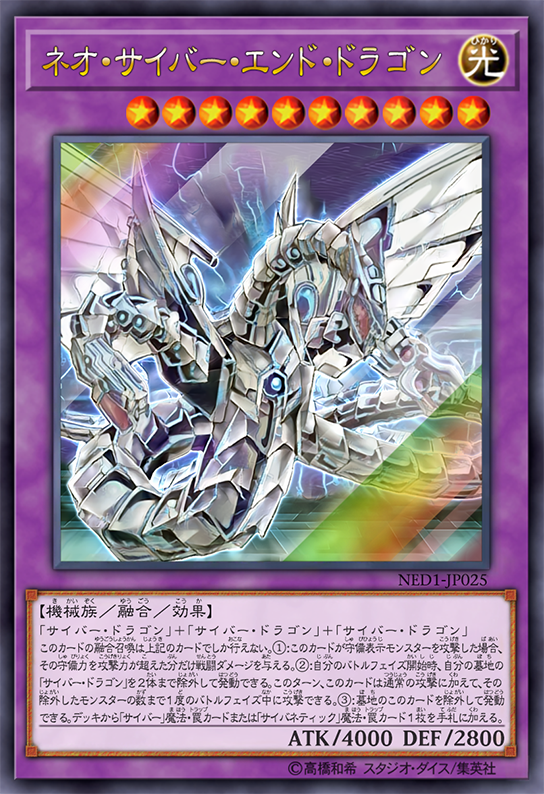 ネオ・サイバー・エンド・ドラゴン
ひかり
光
NED1-JP025
【機械族／融合／効果】
「サイバー・ドラゴン」＋「サイバー・ドラゴン」＋「サイバー・ドラゴン」
このカードの融合召喚は上記のカードでしか行えない。①：このカードが守備表示モンスターを攻撃した場合、
その守備力を攻撃力が超えた分だけ戦闘ダメージを与える。②：自分のバトルフェイズ開始時、自分の墓地の
「サイバー・ドラゴン」を２体まで除外して発動できる。このターン、このカードは通常の攻撃に加えて、その
除外したモンスターの数まで１度のバトルフェイズ中に攻撃できる。③：墓地のこのカードを除外して発動
できる。デッキから「サイバー」魔法・罠カードまたは「サイバネティック」魔法・罠カード１枚を手札に加える。
ATK/4000 DEF/2800
©高橋和希 スタジオ・ダイス/集英社